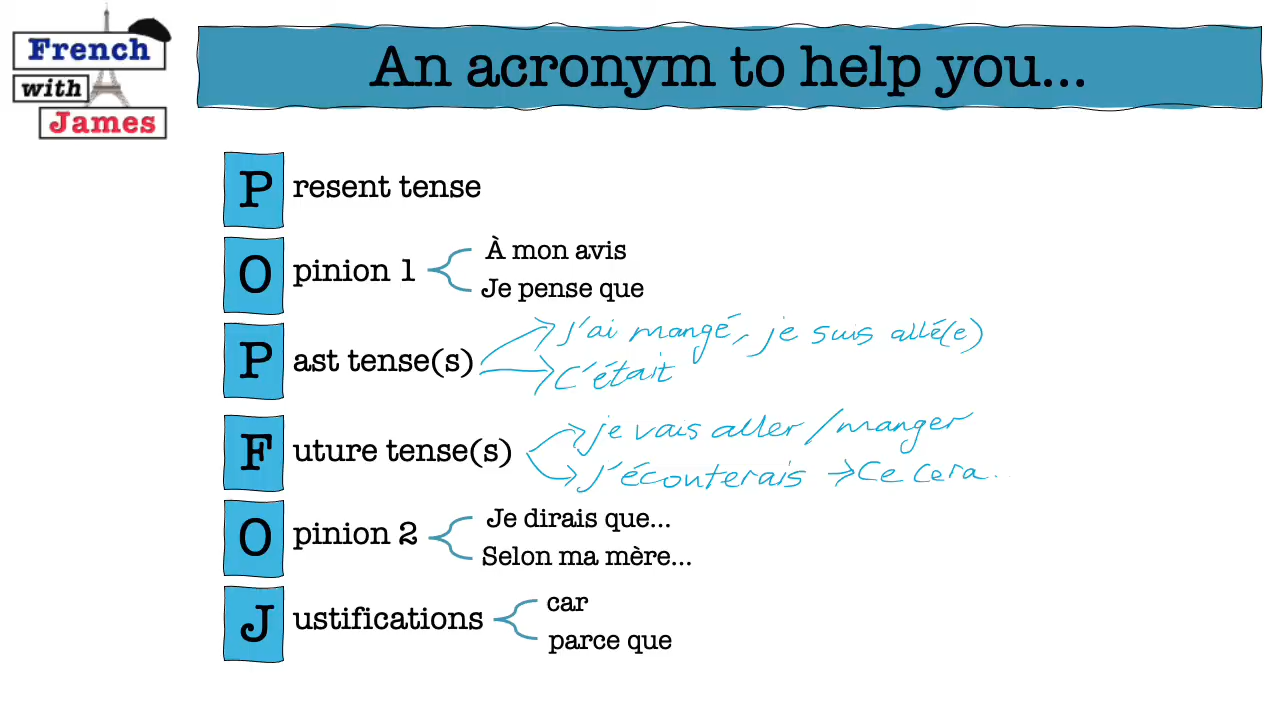 French
with
James
An acronym to help you...
Present tense
Opinion 1
À mon avis
Je pense que
Past tense(s)
J'ai mangé, je suis allé(e)
C'était
Future tense(s)
je vais aller / manger
J'écouterais → Ce cera..
Opinion 2
Je dirais que...
Selon ma mère...
Justifications
car
parce que